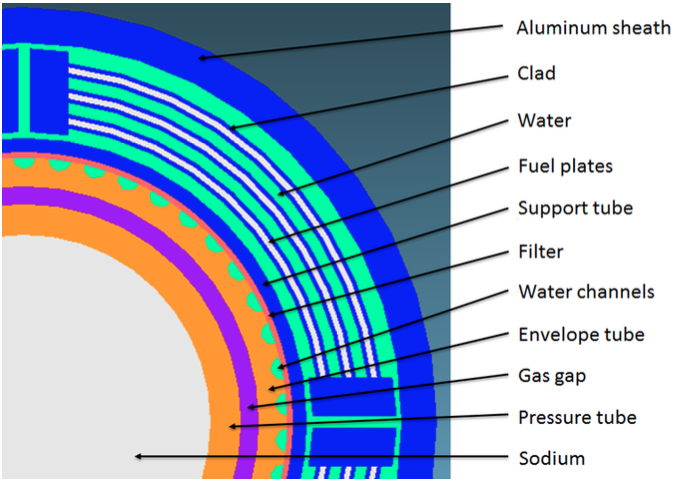 Aluminum sheath
Clad
Water
Fuel plates
Support tube
Filter
Water channels
Envelope tube
Gas gap
Pressure tube
Sodium